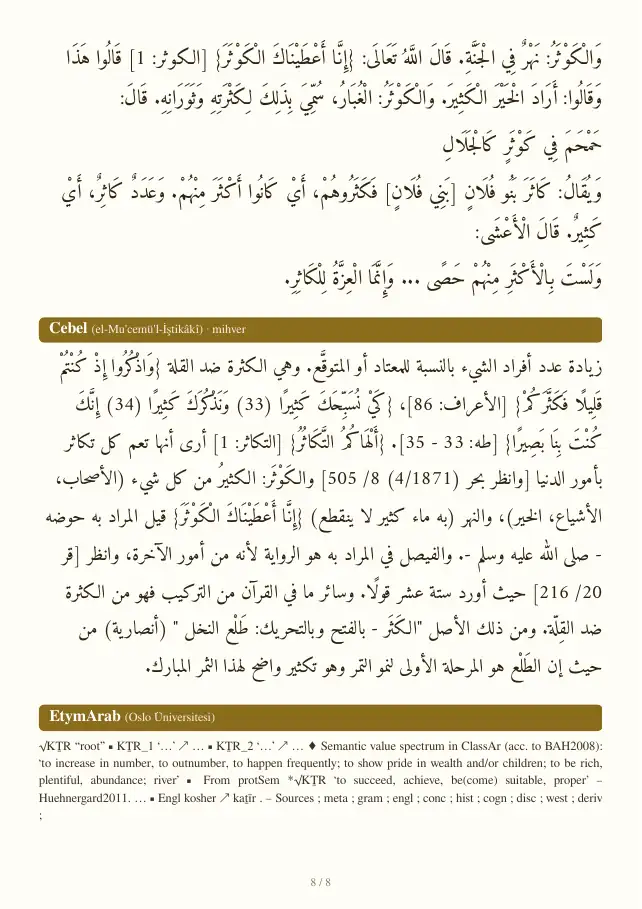 وَالْكَوْثَرُ: نَهْرٌ فِي الْجَنَّةِ. قَالَ اللَّهُ تَعَالَى: {إِنَّا أَعْطَيْنَاكَ الْكَوْثَرَ} [الكوثر: 1] قَالُوا هَذَا
وَقَالُوا: أَرَادَ الْخَيْرَ الْكَثِيرَ. وَالْكَوْثَرُ: الْغُبَارُ، سُمِّيَ بِذَلِكَ لِكَثْرَتِهِ وَثَوَرَانِهِ. قَالَ:
حَمْحَمَ فِي كَوْثَرٍ كَالْجَلَالِ
وَيُقَالُ: كَاثَرَ بَنُو فُلَانٍ [بَنِي فُلَانٍ] فَكَثَرُوهُمْ، أَيْ كَانُوا أَكْثَرَ مِنْهُمْ. وَعَدَدٌ كَاثِرٌ، أَيْ
كَثِيرٌ. قَالَ الْأَعْشَى:
وَلَسْتَ بِالْأَكْثَرِ مِنْهُمْ حَصًى ... وَإِنَّمَا الْعِزَّةُ لِلْكَاثِرِ.
Cebel (el-Mu'cemü'l-İştikâkî) · mihver
زيادة عدد أفراد الشيء بالنسبة للمعتاد أو المتوقَّع. وهي الكثرة ضد القلة {وَاذْكُرُوا إِذْ كُنْتُمْ
قَلِيلًا فَكَثَّرَكُمْ} [الأعراف: 86]، {كَيْ نُسَبِّحَكَ كَثِيرًا (33) وَنَذْكُرَكَ كَثِيرًا (34) إِنَّكَ
كُنْتَ بِنَا بَصِيرًا} [طه: 33 - 35]. {أَلْهَاكُمُ التَّكَاثُرُ} [التكاثر: 1] أرى أنها تعم كل تكاثر
بأمور الدنيا [وانظر بحر (4/1871) 8/ 505] والكَوْثَر: الكثيرُ من كل شيء (الأصحاب،
الأشياع، الخير)، والنهر (به ماء كثير لا ينقطع) {إِنَّا أَعْطَيْنَاكَ الْكَوْثَرَ} قيل المراد به حوضه
- صلى الله عليه وسلم -. والفيصل في المراد به هو الرواية لأنه من أمور الآخرة، وانظر [قر
20/ 216] حيث أورد ستة عشر قولًا. وسائر ما في القرآن من التركيب فهو من الكثرة
ضد القِلّة. ومن ذلك الأصل "الكَثَر - بالفتح وبالتحريك: طَلْع النخل " (أنصارية) من
حيث إن الطَلْع هو المرحلة الأولى لنمو التمر وهو تكثير واضح لهذا الثمر المبارك.
EtymArab (Oslo Üniversitesi)
√KṮR “root” ▪ KṮR_1 ‘…’ ↗ … ▪ KṮR_2 ‘…’ ↗ … ♦ Semantic value spectrum in ClassAr (acc. to BAH2008):
‘to increase in number, to outnumber, to happen frequently; to show pride in wealth and/or children; to be rich,
plentiful, abundance; river’ ▪ From protSem *√KṮR ‘to succeed, achieve, be(come) suitable, proper’ –
Huehnergard2011. … ▪ Engl kosher ↗ kaṯīr . – Sources ; meta ; gram ; engl ; conc ; hist ; cogn ; disc ; west ; deriv
;
8 / 8